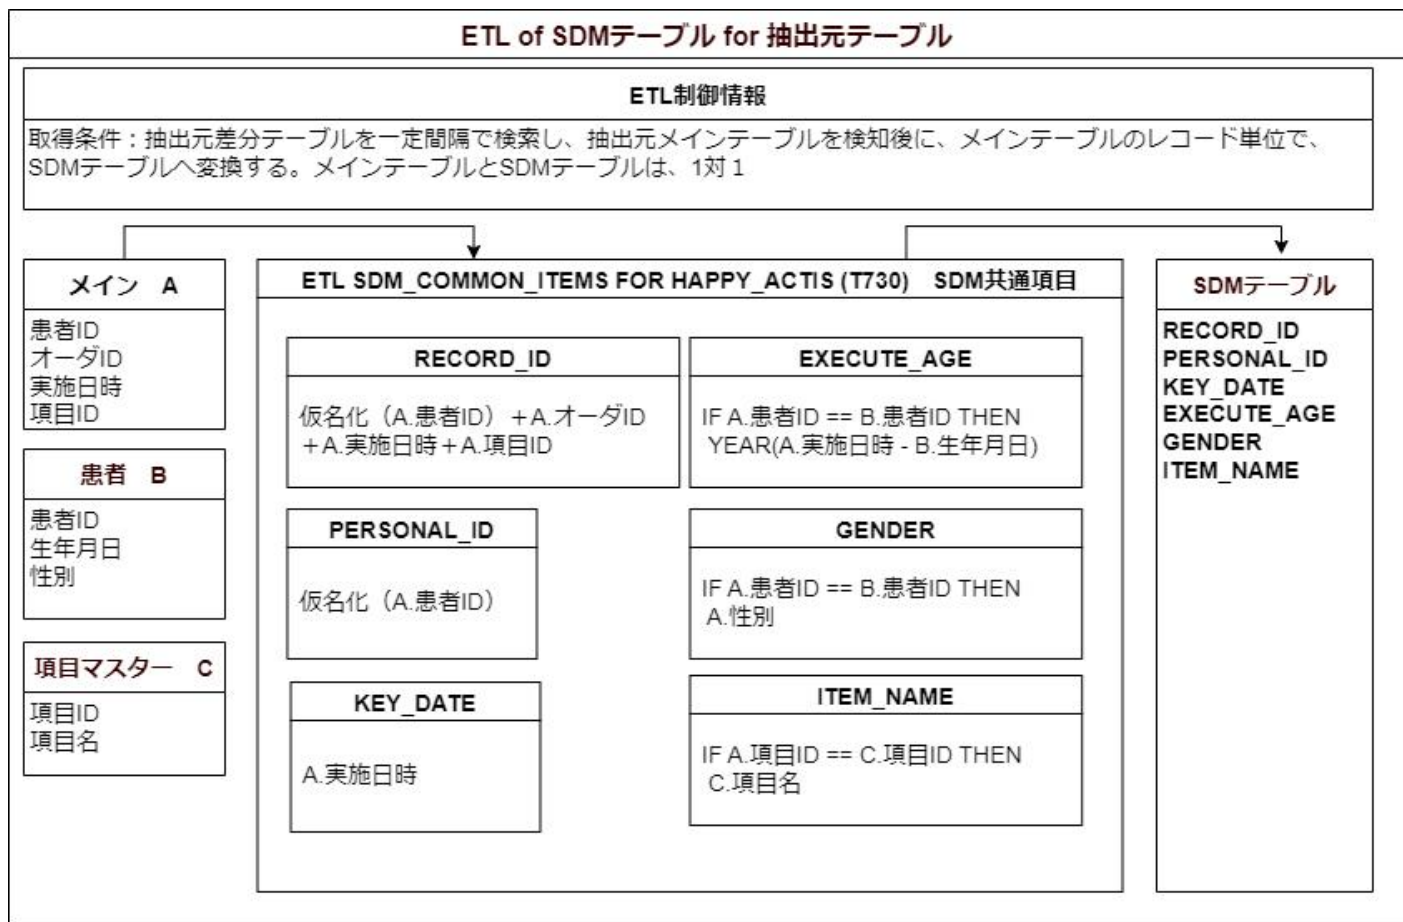 ETL of SDMテーブル for 抽出元テーブル
ETL制御情報
取得条件：抽出元差分テーブルを一定間隔で検索し、抽出元メインテーブルを検知後に、メインテーブルのレコード単位で、
SDMテーブルへ変換する。メインテーブルとSDMテーブルは、1対１
メイン　A
患者ID
オーダID
実施日時
項目ID
患者　B
患者ID
生年月日
性別
項目マスター　C
項目ID
項目名
ETL SDM_COMMON_ITEMS FOR HAPPY_ACTIS (T730)　SDM共通項目
RECORD_ID
仮名化（A.患者ID）＋A.オーダID
＋A.実施日時＋A.項目ID
PERSONAL_ID
仮名化（A.患者ID）
KEY_DATE
A.実施日時
EXECUTE_AGE
IF A.患者ID == B.患者ID THEN
YEAR(A.実施日時 - B.生年月日)
GENDER
IF A.患者ID == B.患者ID THEN
A.性別
ITEM_NAME
IF A.項目ID == C.項目ID THEN
C.項目名
SDMテーブル
RECORD_ID
PERSONAL_ID
KEY_DATE
EXECUTE_AGE
GENDER
ITEM_NAME